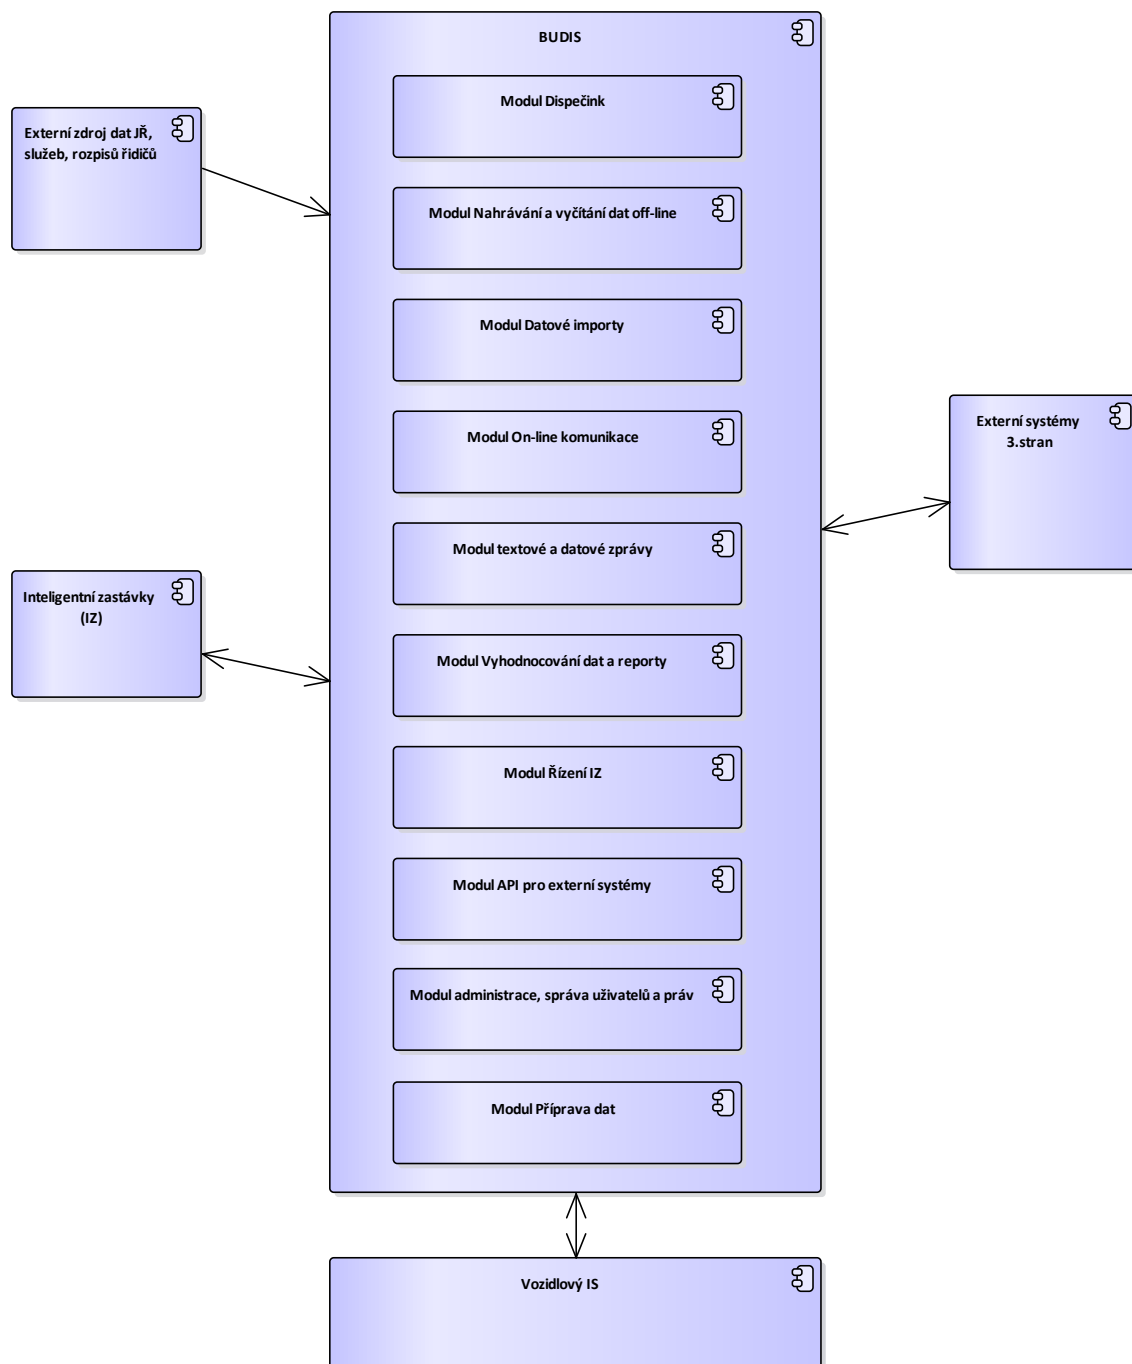 BUDIS
Modul Dispečink
Externí zdroj dat JŘ,
služeb, rozpisů řidičů
Modul Nahrávání a vyčítání dat off-line
Modul Datové importy
Modul On-line komunikace
Externí systémy
3.stran
Modul textové a datové zprávy
Inteligentní zastávky
(IZ)
Modul Vyhodnocování dat a reporty
Modul Řízení IZ
Modul API pro externí systémy
Modul administrace, správa uživatelů a práv
Modul Příprava dat
Vozidlový IS